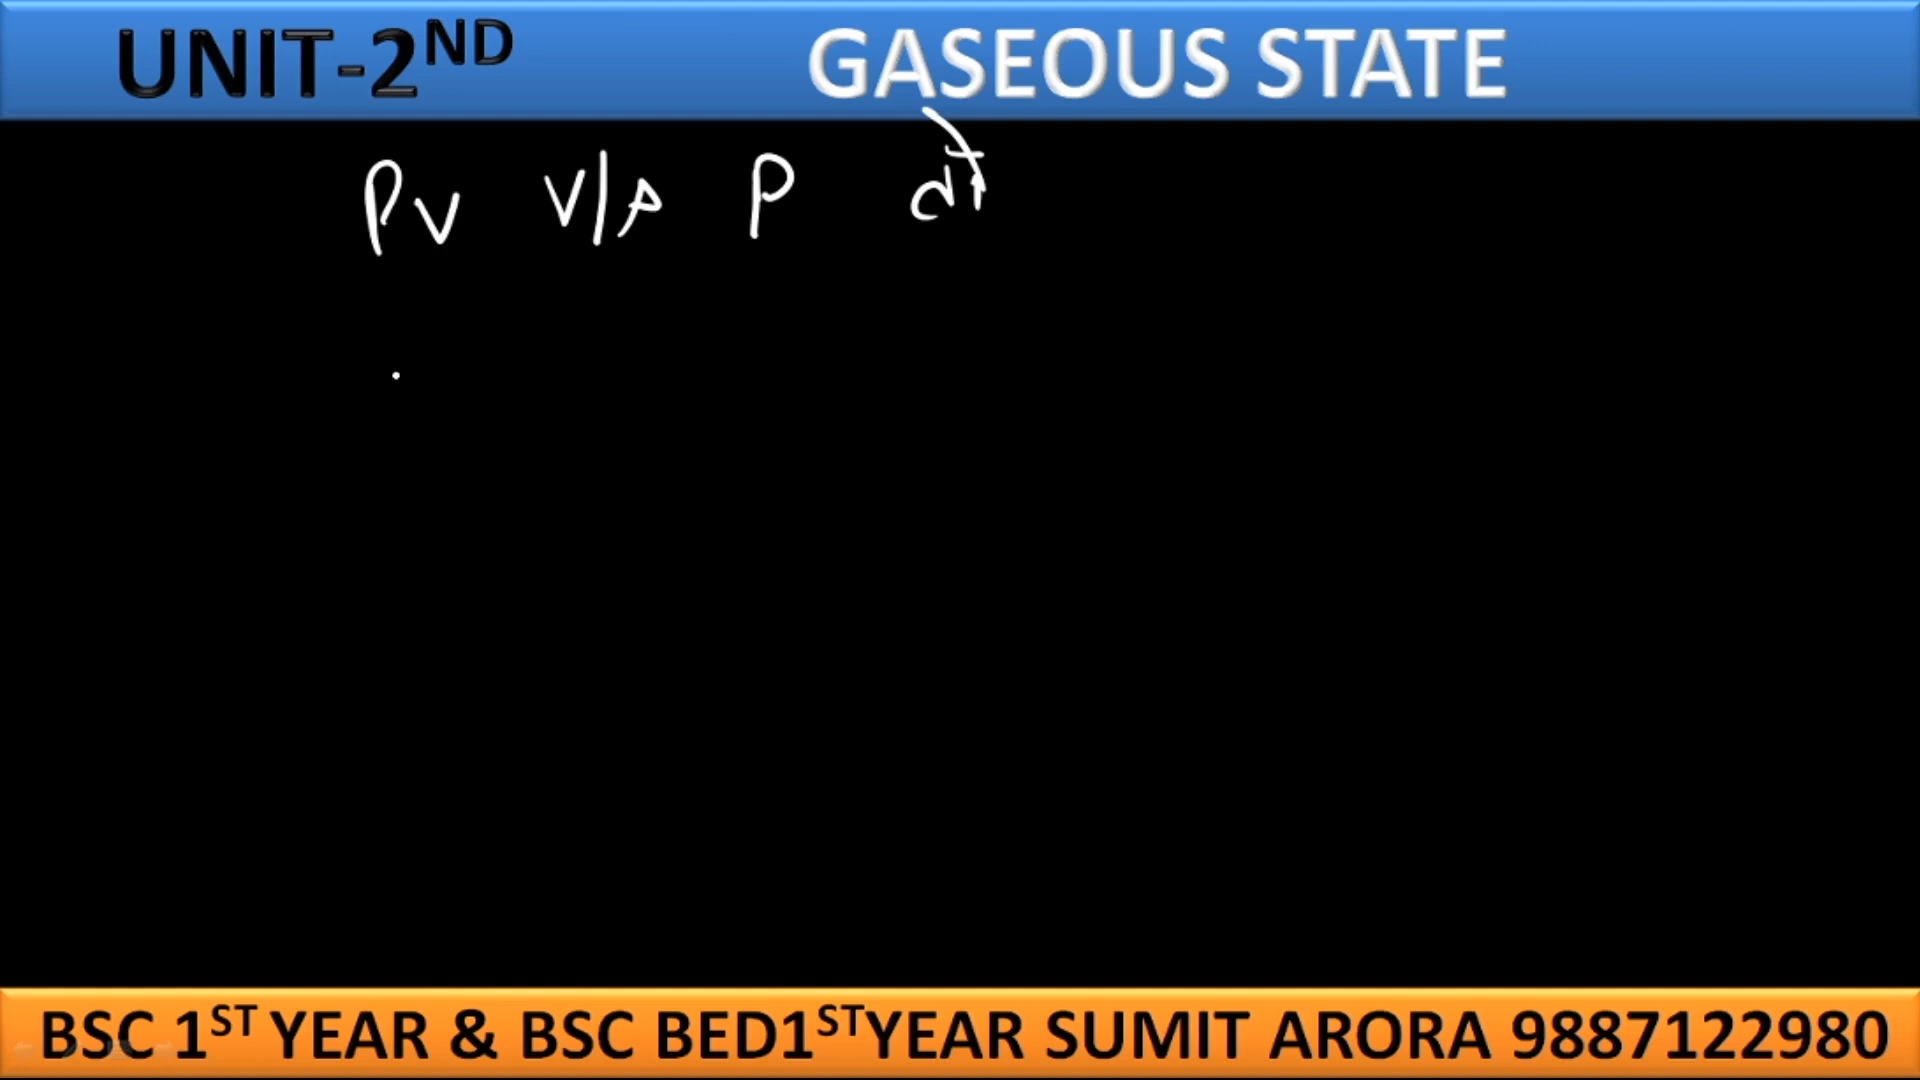 UNIT-2ND GASEOUS STATE
PV V/s P
BSC 1ST YEAR & BSC BED1STYEAR SUMIT ARORA 9887122980